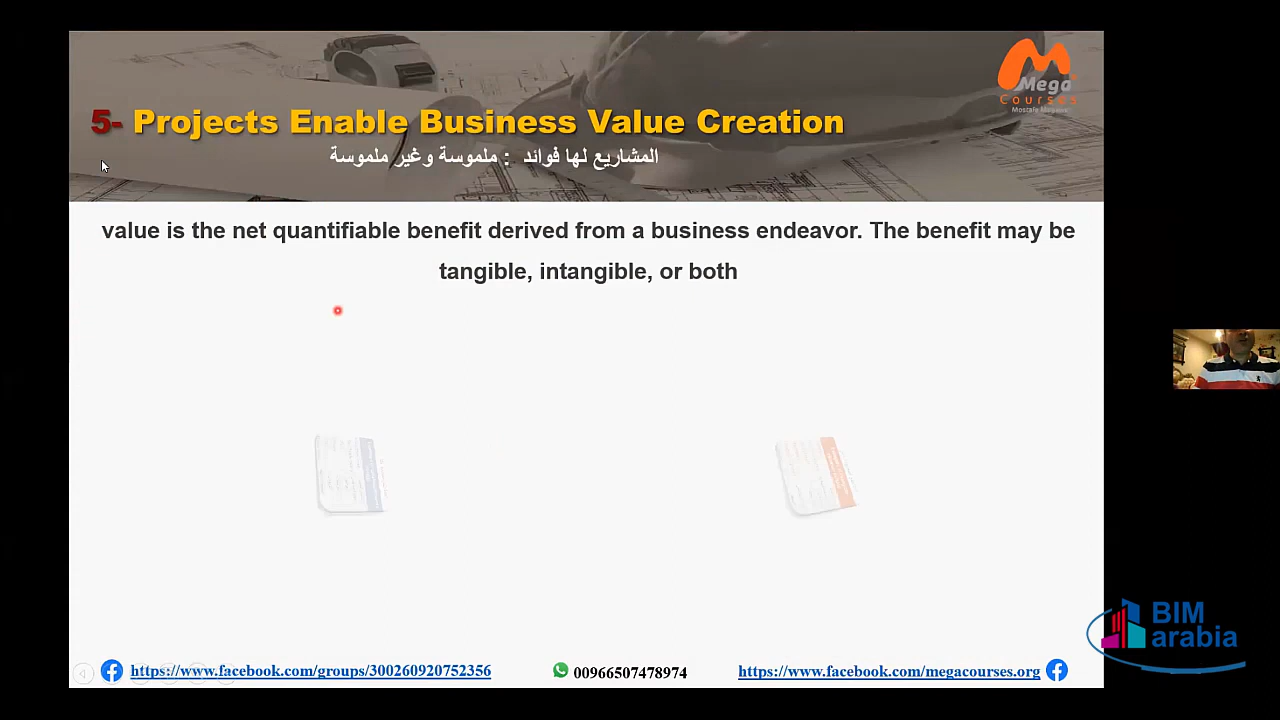 Mega
Courses
5- Projects Enable Business Value Creation
المشاريع لها فوائد : ملموسة وغير ملموسة
value is the net quantifiable benefit derived from a business endeavor. The benefit may be
tangible, intangible, or both
https://www.facebook.com/groups/300260920752356
00966507478974
https://www.facebook.com/megacourses.org
BIM
arabia